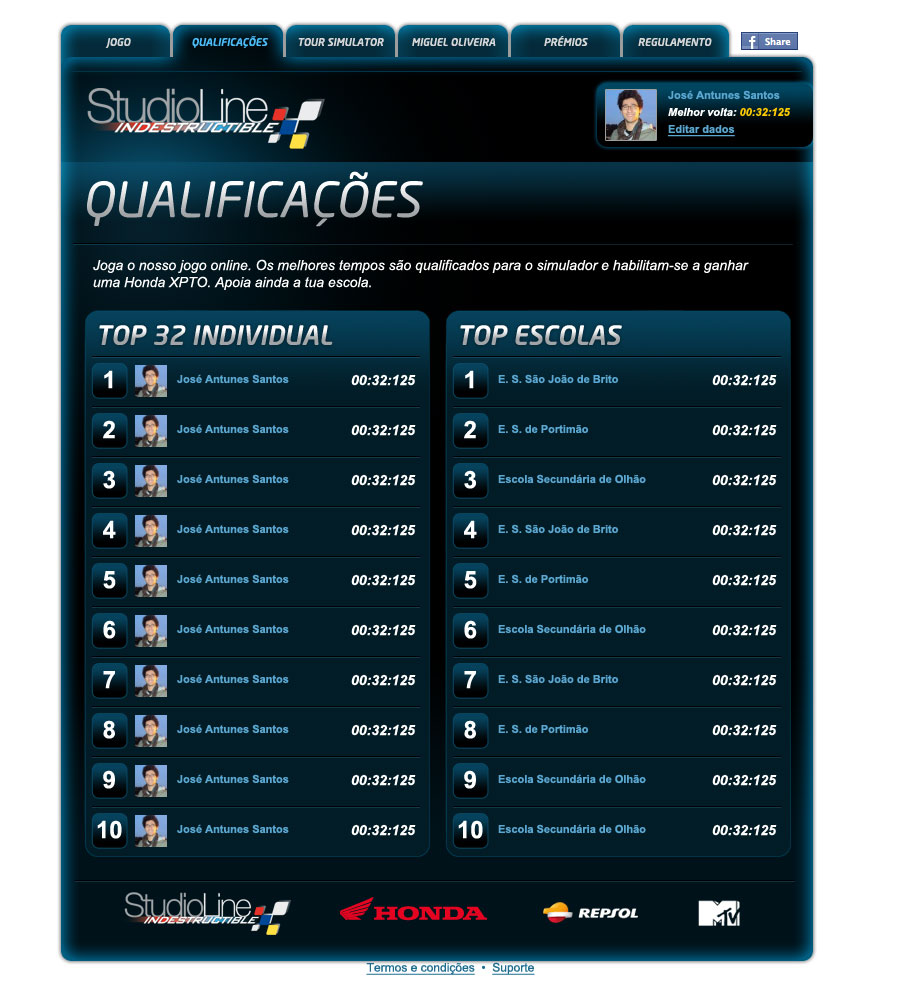 JOGO
QUALIFICAÇÕES
TOUR SIMULATOR
MIGUEL OLIVEIRA
PRÉMIOS
REGULAMENTO
f Share
StudioLine
INDESTRUCTIBLE
José Antunes Santos
Melhor volta: 00:32:125
Editar dados
QUALIFICAÇÕES
Joga o nosso jogo online. Os melhores tempos são qualificados para o simulador e habilitam-se a ganhar
uma Honda XPTO. Apoia ainda a tua escola.
TOP 32 INDIVIDUAL
1 José Antunes Santos 00:32:125
2 José Antunes Santos 00:32:125
3 José Antunes Santos 00:32:125
4 José Antunes Santos 00:32:125
5 José Antunes Santos 00:32:125
6 José Antunes Santos 00:32:125
7 José Antunes Santos 00:32:125
8 José Antunes Santos 00:32:125
9 José Antunes Santos 00:32:125
10 José Antunes Santos 00:32:125
TOP ESCOLAS
1 E. S. São João de Brito 00:32:125
2 E. S. de Portimão 00:32:125
3 Escola Secundária de Olhão 00:32:125
4 E. S. São João de Brito 00:32:125
5 E. S. de Portimão 00:32:125
6 Escola Secundária de Olhão 00:32:125
7 E. S. São João de Brito 00:32:125
8 E. S. de Portimão 00:32:125
9 Escola Secundária de Olhão 00:32:125
10 Escola Secundária de Olhão 00:32:125
StudioLine
INDESTRUCTIBLE
HONDA
REPSOL
MTV
Termos e condições • Suporte